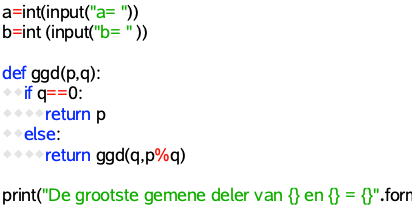 a=int(input("a= "))
b=int (input("b= " ))
def ggd(p,q):
if q==0:
return p
else:
return ggd(q,p%q)
print("De grootste gemene deler van {} en {} = {}".forn